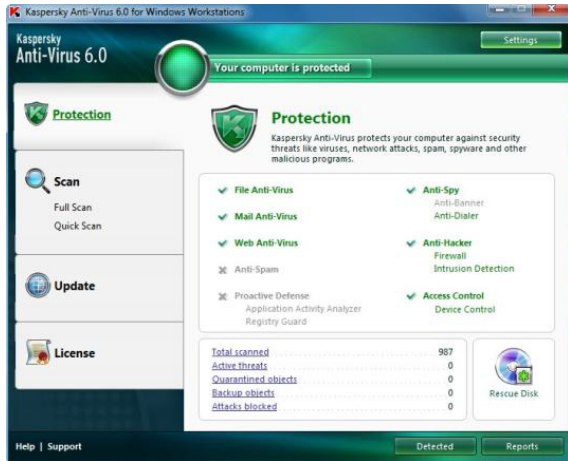 Kaspersky Anti-Virus 6.0 for Windows Workstations
Kaspersky
Anti-Virus 6.0
Settings
Your computer is protected
Protection
Scan
Full Scan
Quick Scan
Update
License
Protection
Kaspersky Anti-Virus protects your computer against security
threats like viruses, network attacks, spam, spyware and other
malicious programs.
File Anti-Virus
Mail Anti-Virus
Web Anti-Virus
Anti-Spam
Proactive Defense
Application Activity Analyzer
Registry Guard
Anti-Spy
Anti-Banner
Anti-Dialer
Anti-Hacker
Firewall
Intrusion Detection
Access Control
Device Control
Total scanned 987
Active threats 0
Quarantined objects 0
Backup objects 0
Attacks blocked 0
Rescue Disk
Help | Support
Detected
Reports